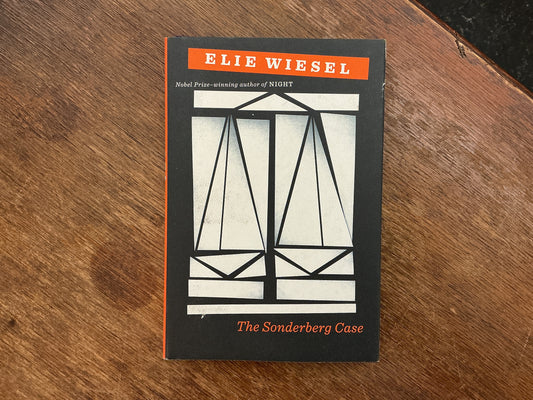 ELIE WIESEL
Nobel Prize–winning author of NIGHT
The Sonderberg Case